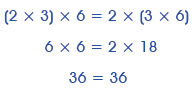 (2 × 3) × 6 = 2 × (3 × 6)
6 × 6 = 2 × 18
36 = 36